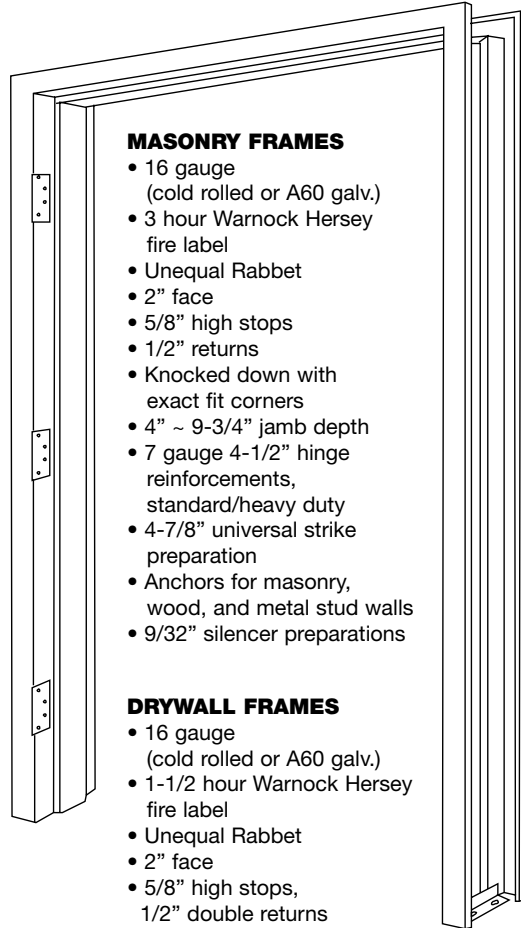 MASONRY FRAMES
• 16 gauge
(cold rolled or A60 galv.)
• 3 hour Warnock Hersey
fire label
• Unequal Rabbet
• 2” face
• 5/8” high stops
• 1/2” returns
• Knocked down with
exact fit corners
• 4” ~ 9-3/4” jamb depth
• 7 gauge 4-1/2” hinge
reinforcements,
standard/heavy duty
• 4-7/8” universal strike
preparation
• Anchors for masonry,
wood, and metal stud walls
• 9/32” silencer preparations
DRYWALL FRAMES
• 16 gauge
(cold rolled or A60 galv.)
• 1-1/2 hour Warnock Hersey
fire label
• Unequal Rabbet
• 2” face
• 5/8” high stops,
1/2” double returns